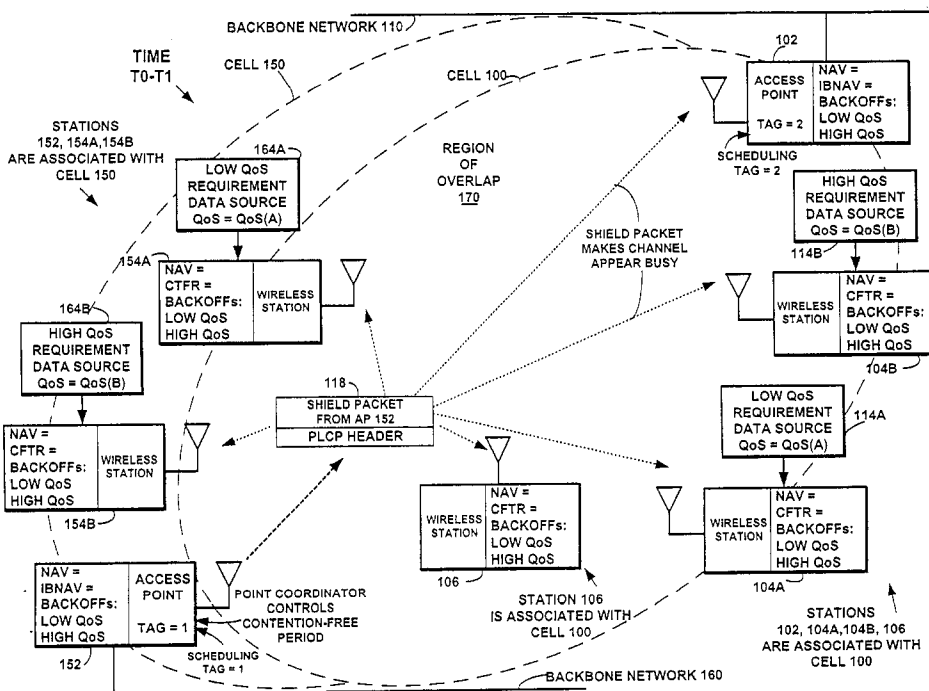 BACKBONE NETWORK 110
TIME
T0-T1
CELL 150
CELL 100
102
ACCESS
POINT
TAG = 2
NAV =
IBNAV =
BACKOFFs:
LOW QoS
HIGH QoS
SCHEDULING
TAG = 2
STATIONS
152, 154A,154B
ARE ASSOCIATED WITH
CELL 150
164A
LOW QoS
REQUIREMENT
DATA SOURCE
QoS = QoS(A)
REGION
OF
OVERLAP
170
HIGH QoS
REQUIREMENT
DATA SOURCE
QoS = QoS(B)
114B
SHIELD PACKET
MAKES CHANNEL
APPEAR BUSY
154A
NAV =
CTFR =
BACKOFFs:
LOW QoS
HIGH QoS
WIRELESS
STATION
WIRELESS
STATION
NAV =
CFTR =
BACKOFFs:
LOW QoS
HIGH QoS
104B
164B
HIGH QoS
REQUIREMENT
DATA SOURCE
QoS = QoS(B)
118
SHIELD PACKET
FROM AP 152
PLCP HEADER
LOW QoS
REQUIREMENT
DATA SOURCE
QoS = QoS(A)
114A
NAV =
CFTR =
BACKOFFs:
LOW QoS
HIGH QoS
WIRELESS
STATION
154B
WIRELESS
STATION
NAV =
CFTR =
BACKOFFs:
LOW QoS
HIGH QoS
106
WIRELESS
STATION
NAV =
CFTR =
BACKOFFs:
LOW QoS
HIGH QoS
104A
NAV =
IBNAV =
BACKOFFs:
LOW QoS
HIGH QoS
ACCESS
POINT
TAG = 1
152
POINT COORDINATOR
CONTROLS
CONTENTION-FREE
PERIOD
SCHEDULING
TAG = 1
STATION 106
IS ASSOCIATED WITH
CELL 100
STATIONS
102, 104A,104B, 106
ARE ASSOCIATED WITH
CELL 100
BACKBONE NETWORK 160